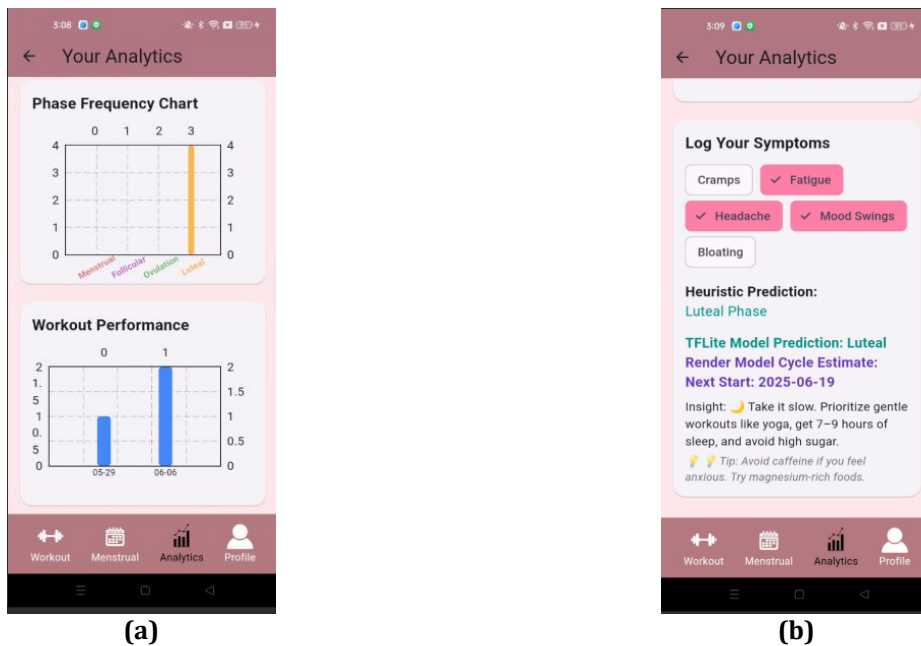 3:08
Your Analytics
Phase Frequency Chart
0 1 2 3
4 4
3 3
2 2
1 1
0 0
Menstrual Follicular Ovulation Luteal
Workout Performance
0 1
2 2
1. 1.5
5
1 1
0. 0.5
5
0 0
05-29 06-06
Workout Menstrual Analytics Profile
(a)
3:09
Your Analytics
Log Your Symptoms
Cramps Fatigue
Headache Mood Swings
Bloating
Heuristic Prediction:
Luteal Phase
TFLite Model Prediction: Luteal
Render Model Cycle Estimate:
Next Start: 2025-06-19
Insight: 🌙 Take it slow. Prioritize gentle
workouts like yoga, get 7–9 hours of
sleep, and avoid high sugar.
💡 💡 Tip: Avoid caffeine if you feel
anxious. Try magnesium-rich foods.
Workout Menstrual Analytics Profile
(b)